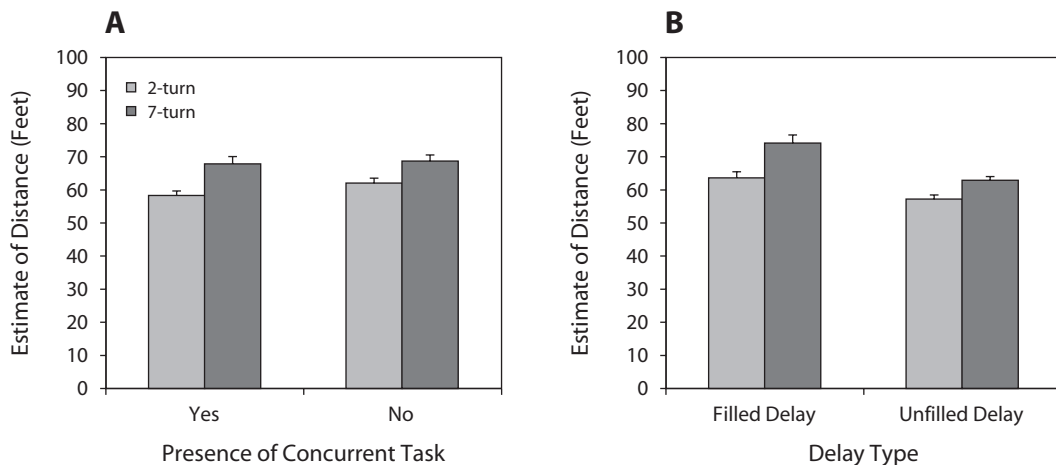 A
Estimate of Distance (Feet)
100
90
80
70
60
50
40
30
20
10
0
2-turn
7-turn
Yes
No
Presence of Concurrent Task
B
Estimate of Distance (Feet)
100
90
80
70
60
50
40
30
20
10
0
Filled Delay
Unfilled Delay
Delay Type